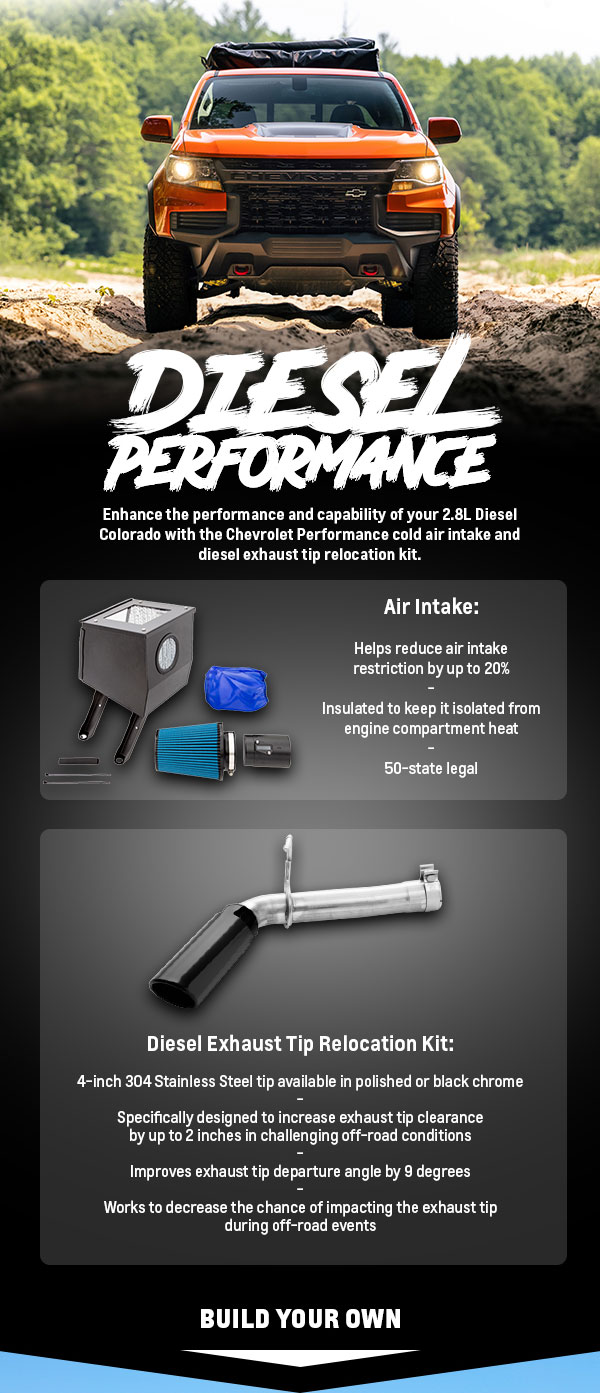 CHEVROLET
DIESEL
PERFORMANCE
Enhance the performance and capability of your 2.8L Diesel
Colorado with the Chevrolet Performance cold air intake and
diesel exhaust tip relocation kit.
Air Intake:
Helps reduce air intake
restriction by up to 20%
–
Insulated to keep it isolated from
engine compartment heat
–
50-state legal
Diesel Exhaust Tip Relocation Kit:
4-inch 304 Stainless Steel tip available in polished or black chrome
–
Specifically designed to increase exhaust tip clearance
by up to 2 inches in challenging off-road conditions
–
Improves exhaust tip departure angle by 9 degrees
–
Works to decrease the chance of impacting the exhaust tip
during off-road events
BUILD YOUR OWN